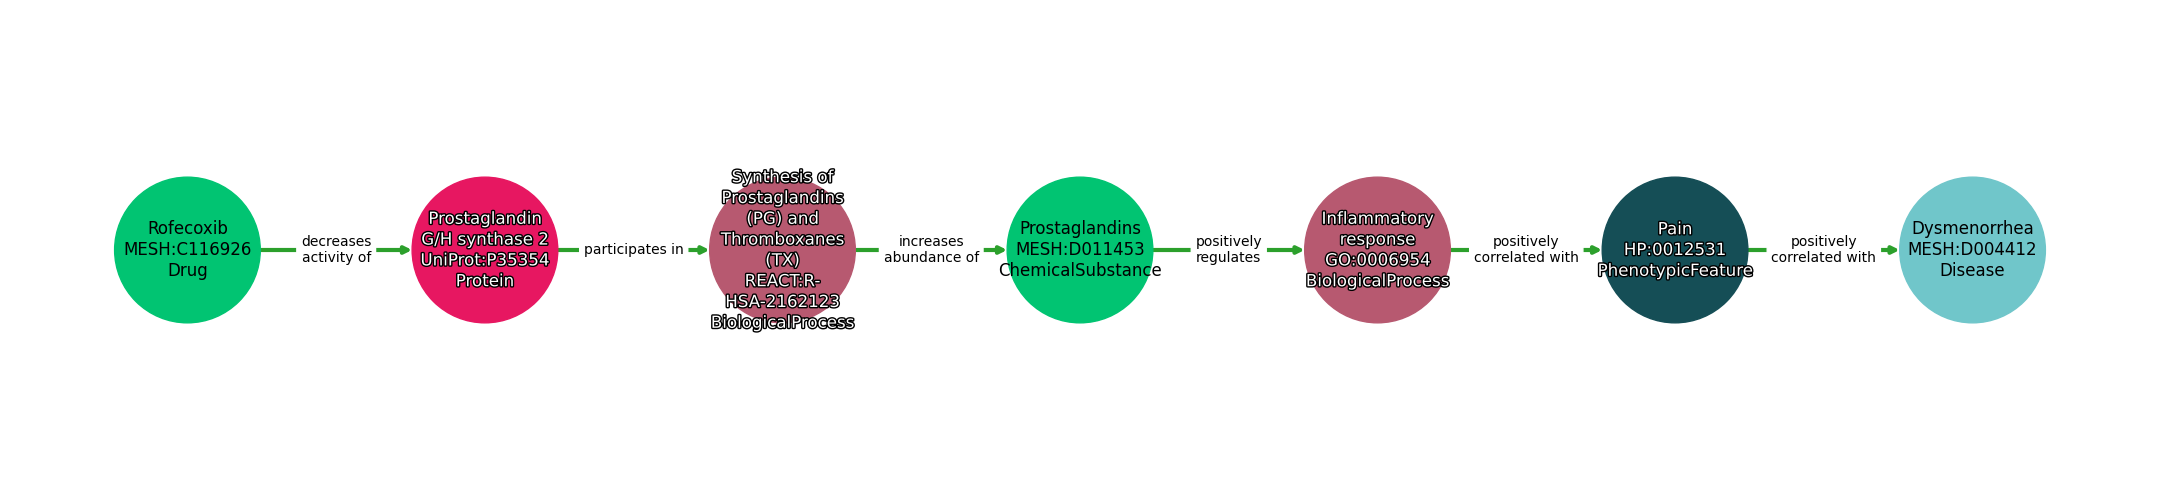 Rofecoxib
MESH:C116926
Drug
decreases
activity of
Prostaglandin
G/H synthase 2
UniProt:P35354
Protein
participates in
Synthesis of
Prostaglandins
(PG) and
Thromboxanes
(TX)
REACT:R-
HSA-2162123
BiologicalProcess
increases
abundance of
Prostaglandins
MESH:D011453
ChemicalSubstance
positively
regulates
Inflammatory
response
GO:0006954
BiologicalProcess
positively
correlated with
Pain
HP:0012531
PhenotypicFeature
positively
correlated with
Dysmenorrhea
MESH:D004412
Disease